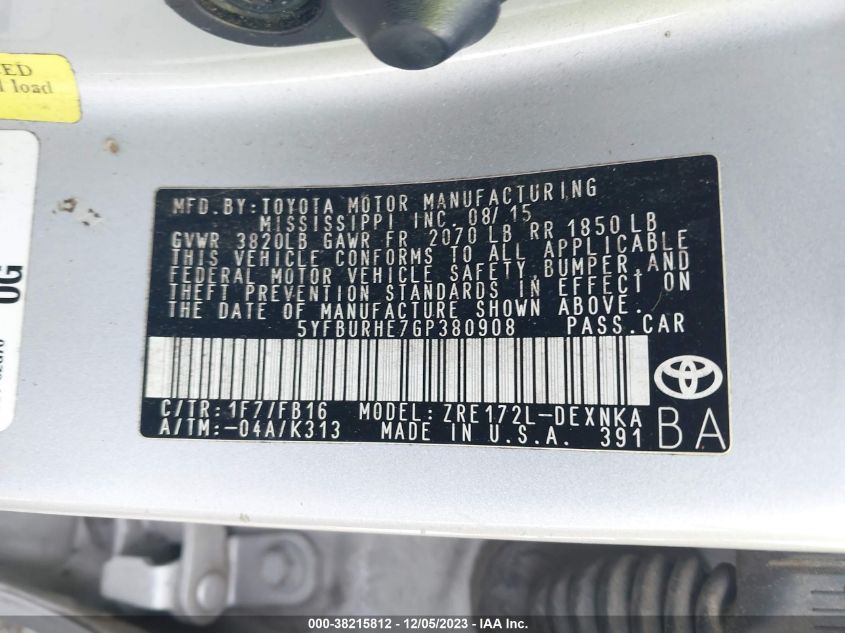 CED
l load
OG
MFD. BY: TOYOTA MOTOR MANUFACTURING
MISSISSIPPI INC. 08/15
GVWR 3820LB GAWR FR 2070 LB RR 1850 LB
THIS VEHICLE CONFORMS TO ALL APPLICABLE
FEDERAL MOTOR VEHICLE SAFETY, BUMPER, AND
THEFT PREVENTION STANDARDS IN EFFECT ON
THE DATE OF MANUFACTURE SHOWN ABOVE.
5YFBURHE7GP380908 PASS. CAR
C/TR: 1F7/FB16 MODEL: ZRE172L-DEXNKA
A/TM:-04A/K313 MADE IN U.S.A. 391
BA
000-38215812 - 12/05/2023 - IAA Inc.